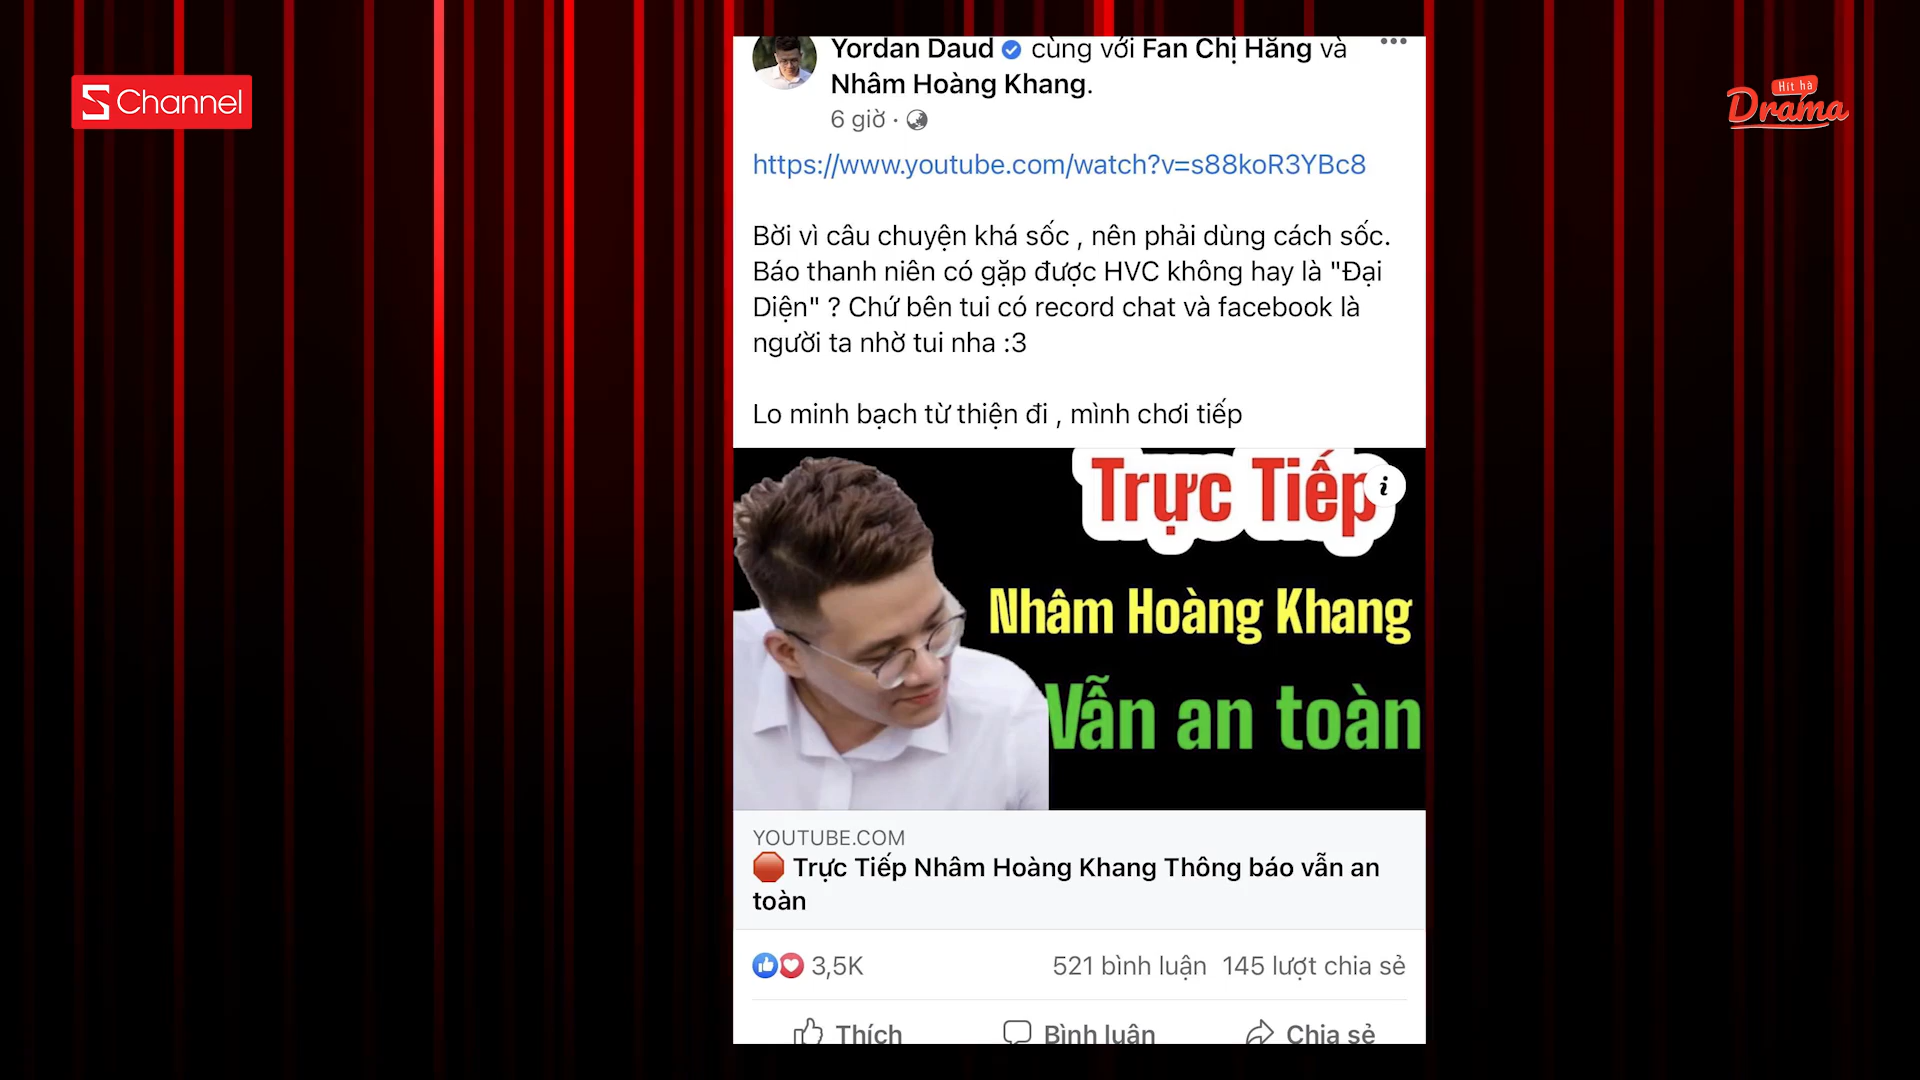 S Channel
Hít hà
Drama
Yordan Daud cùng với Fan Chị Hằng và
Nhâm Hoàng Khang.
6 giờ ·
https://www.youtube.com/watch?v=s88koR3YBc8
Bời vì câu chuyện khá sốc , nên phải dùng cách sốc.
Báo thanh niên có gặp được HVC không hay là "Đại
Diện" ? Chứ bên tui có record chat và facebook là
người ta nhờ tui nha :3
Lo minh bạch từ thiện đi , mình chơi tiếp
Trực Tiếp
Nhâm Hoàng Khang
Vẫn an toàn
YOUTUBE.COM
🛑 Trực Tiếp Nhâm Hoàng Khang Thông báo vẫn an
toàn
3,5K 521 bình luận 145 lượt chia sẻ
Thích Bình luận Chia sẻ